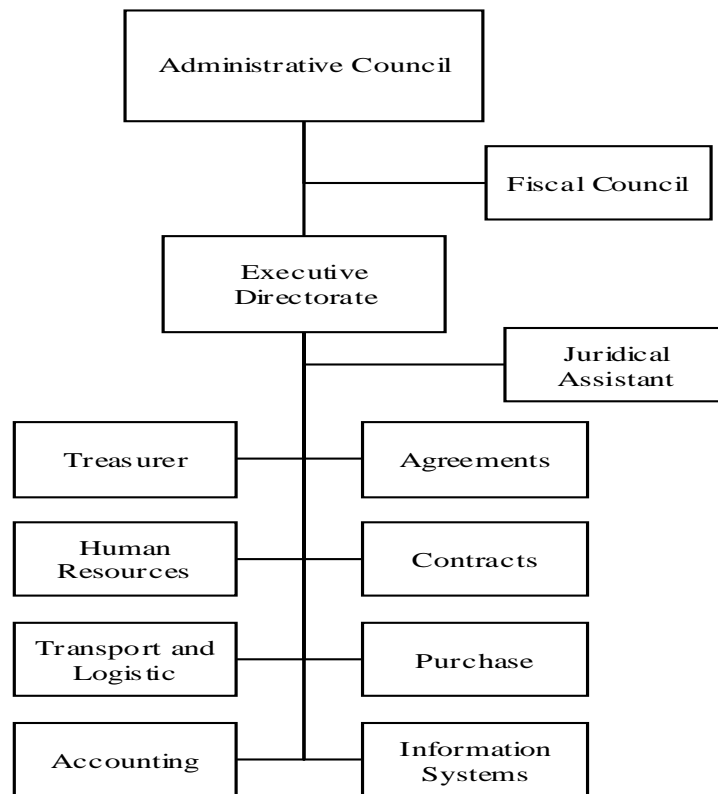 Administrative Council
Fiscal Council
Executive
Directorate
Juridical
Assistant
Treasurer
Agreements
Human
Resources
Contracts
Transport and
Logistic
Purchase
Accounting
Information
Systems